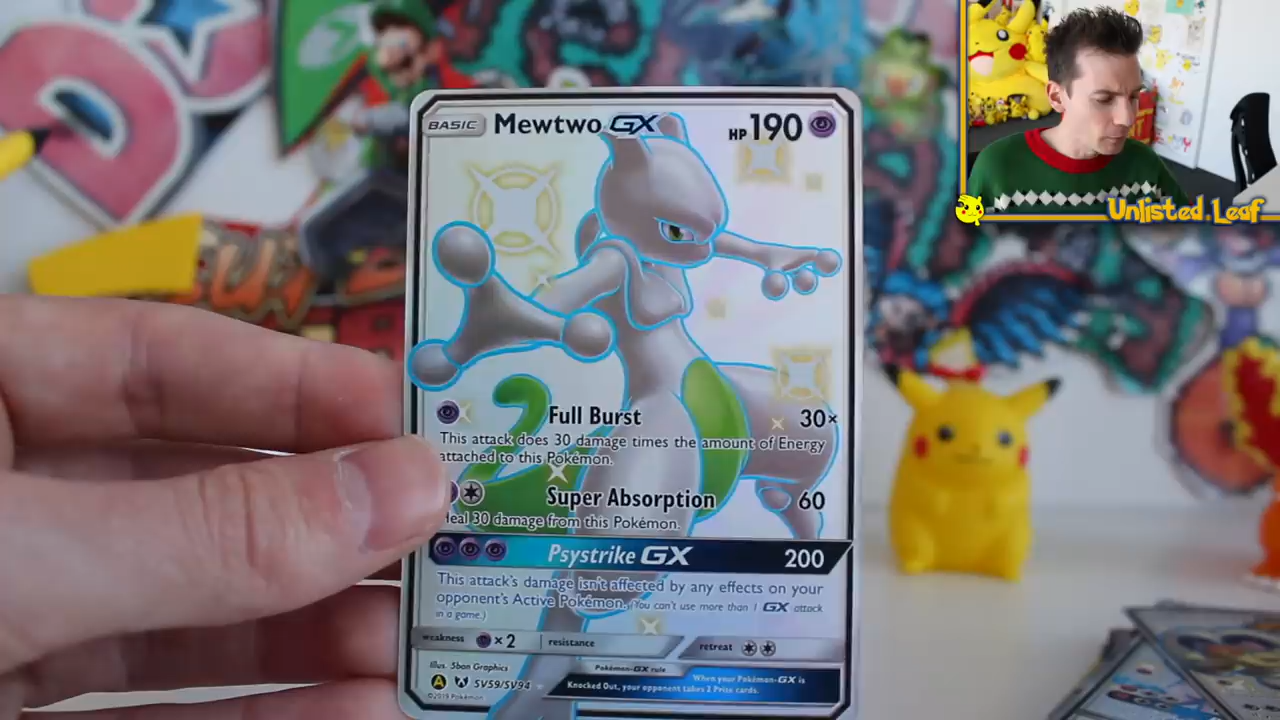 BASIC Mewtwo GX HP 190
Unlisted Leaf
Full Burst 30×
This attack does 30 damage times the amount of Energy
attached to this Pokémon.
Super Absorption 60
Heal 30 damage from this Pokémon.
Psystrike GX 200
This attack's damage isn't affected by any effects on your
opponent's Active Pokémon. (You can't use more than 1 GX attack
in a game.)
weakness ×2 resistance retreat
Illus. 5ban Graphics Pokémon-GX rule When your Pokémon-GX is
A SV59/SV94 Knocked Out, your opponent takes 2 Prize cards.
©2019 Pokémon